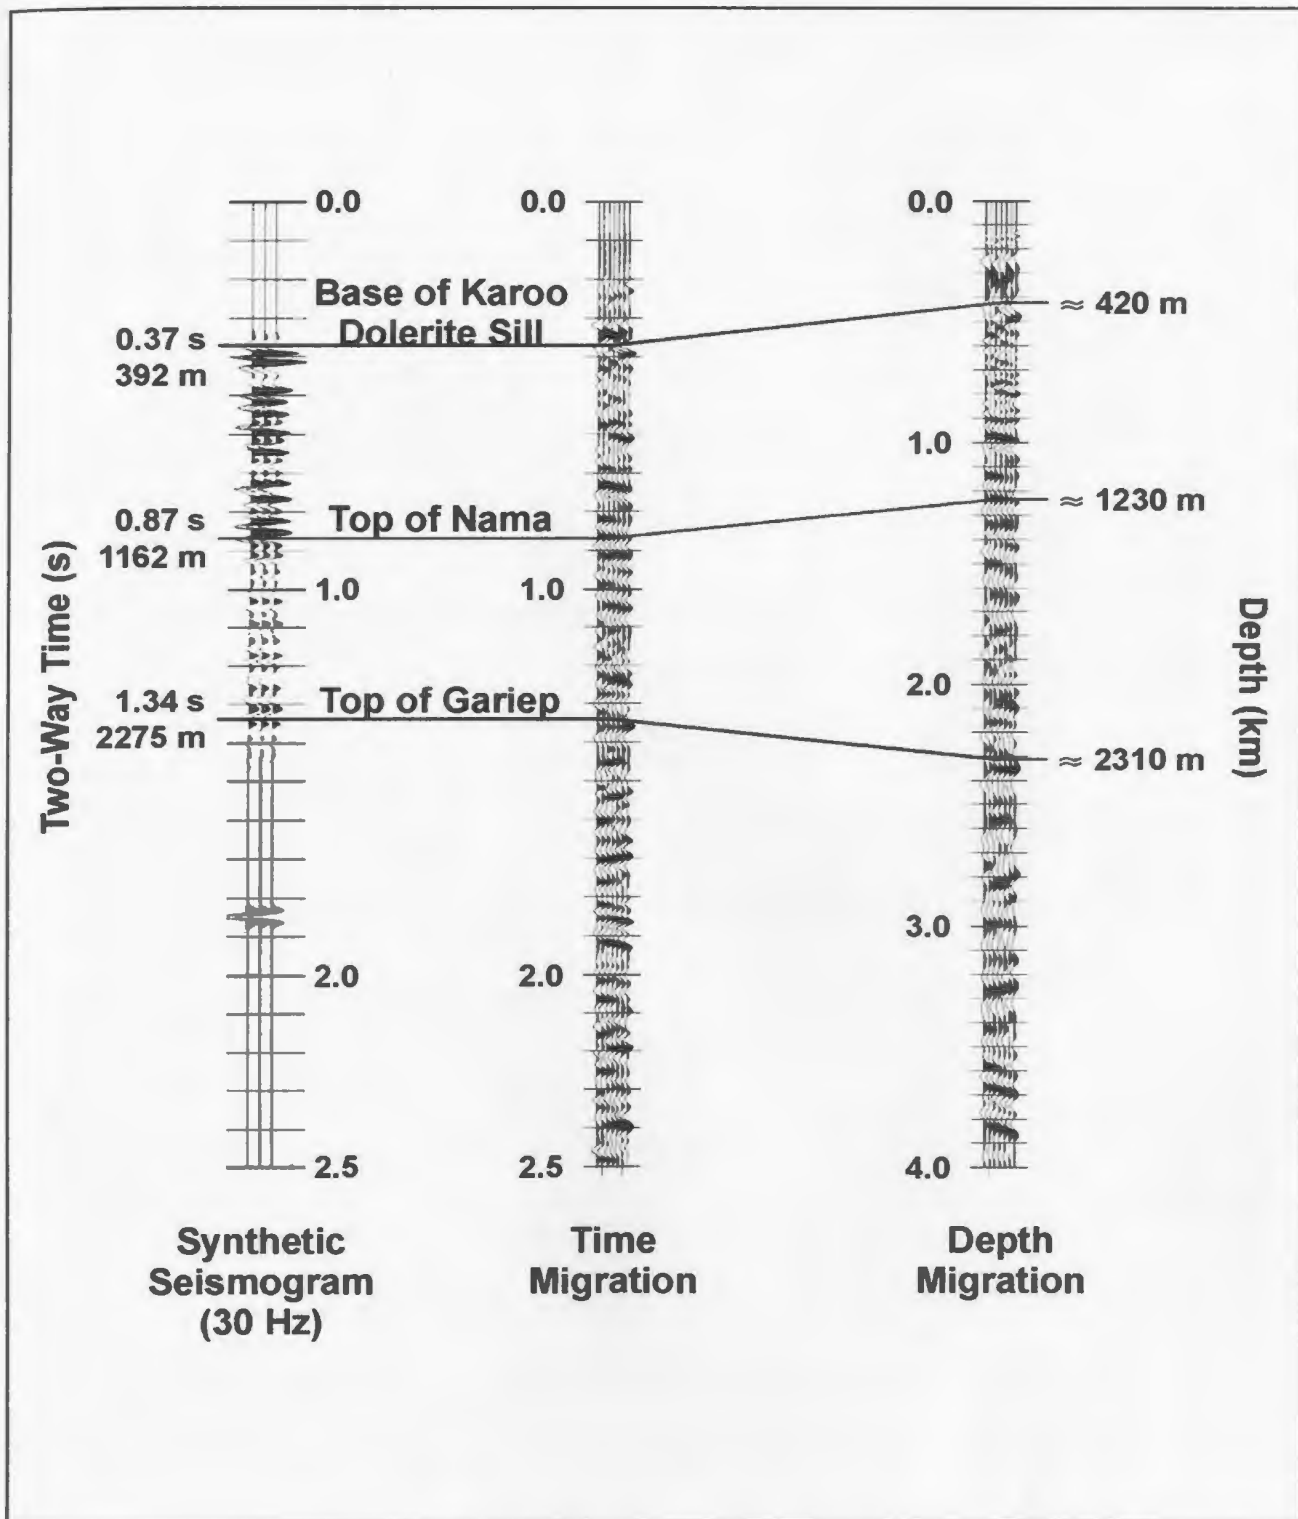 0.0
0.0
0.0
Base of Karoo
Dolerite Sill
0.37 s
392 m
≈ 420 m
1.0
0.87 s
1162 m
Top of Nama
≈ 1230 m
Two-Way Time (s)
1.0
1.0
Depth (km)
2.0
1.34 s
2275 m
Top of Gariep
≈ 2310 m
3.0
2.0
2.0
2.5
2.5
4.0
Synthetic
Seismogram
(30 Hz)
Time
Migration
Depth
Migration